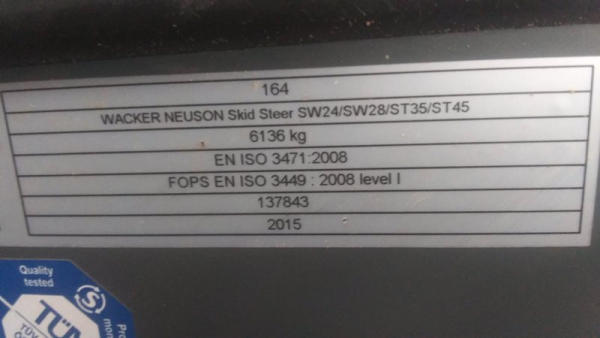 164
WACKER NEUSON Skid Steer SW24/SW28/ST35/ST45
6136 kg
EN ISO 3471:2008
FOPS EN ISO 3449 : 2008 level I
137843
2015
Quality
tested